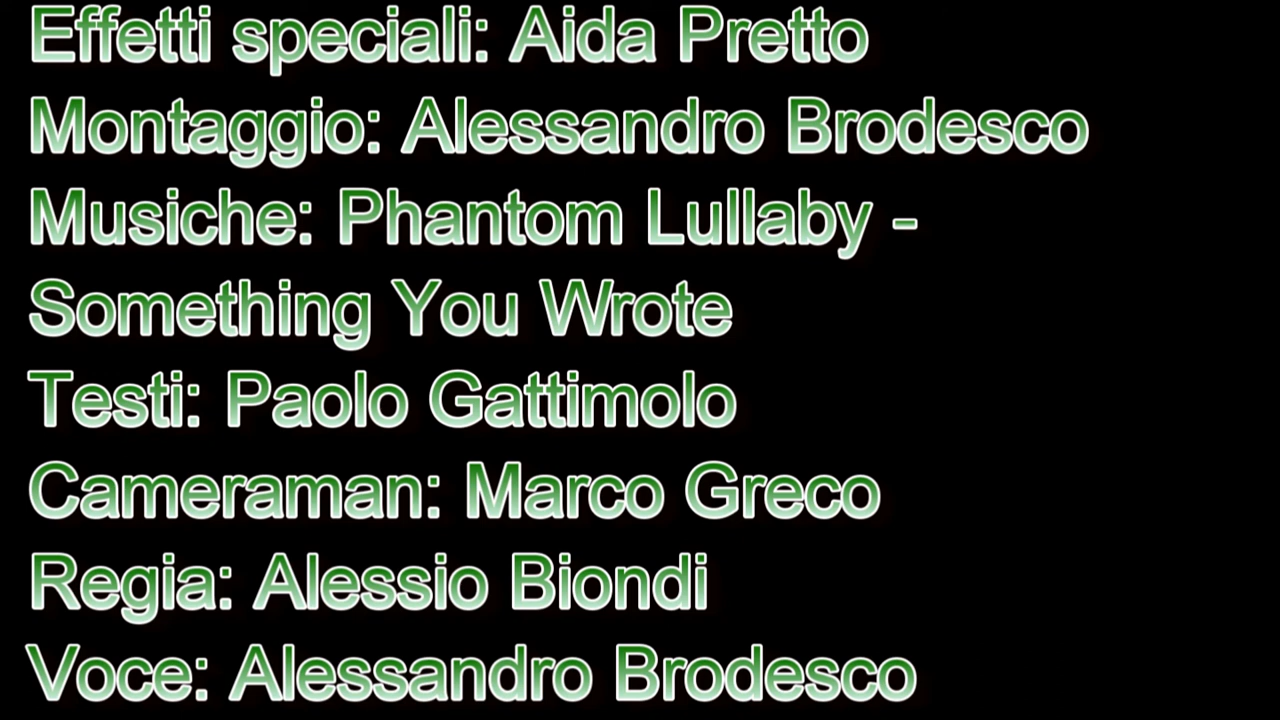 Effetti speciali: Aida Pretto
Montaggio: Alessandro Brodesco
Musiche: Phantom Lullaby -
Something You Wrote
Testi: Paolo Gattimolo
Cameraman: Marco Greco
Regia: Alessio Biondi
Voce: Alessandro Brodesco